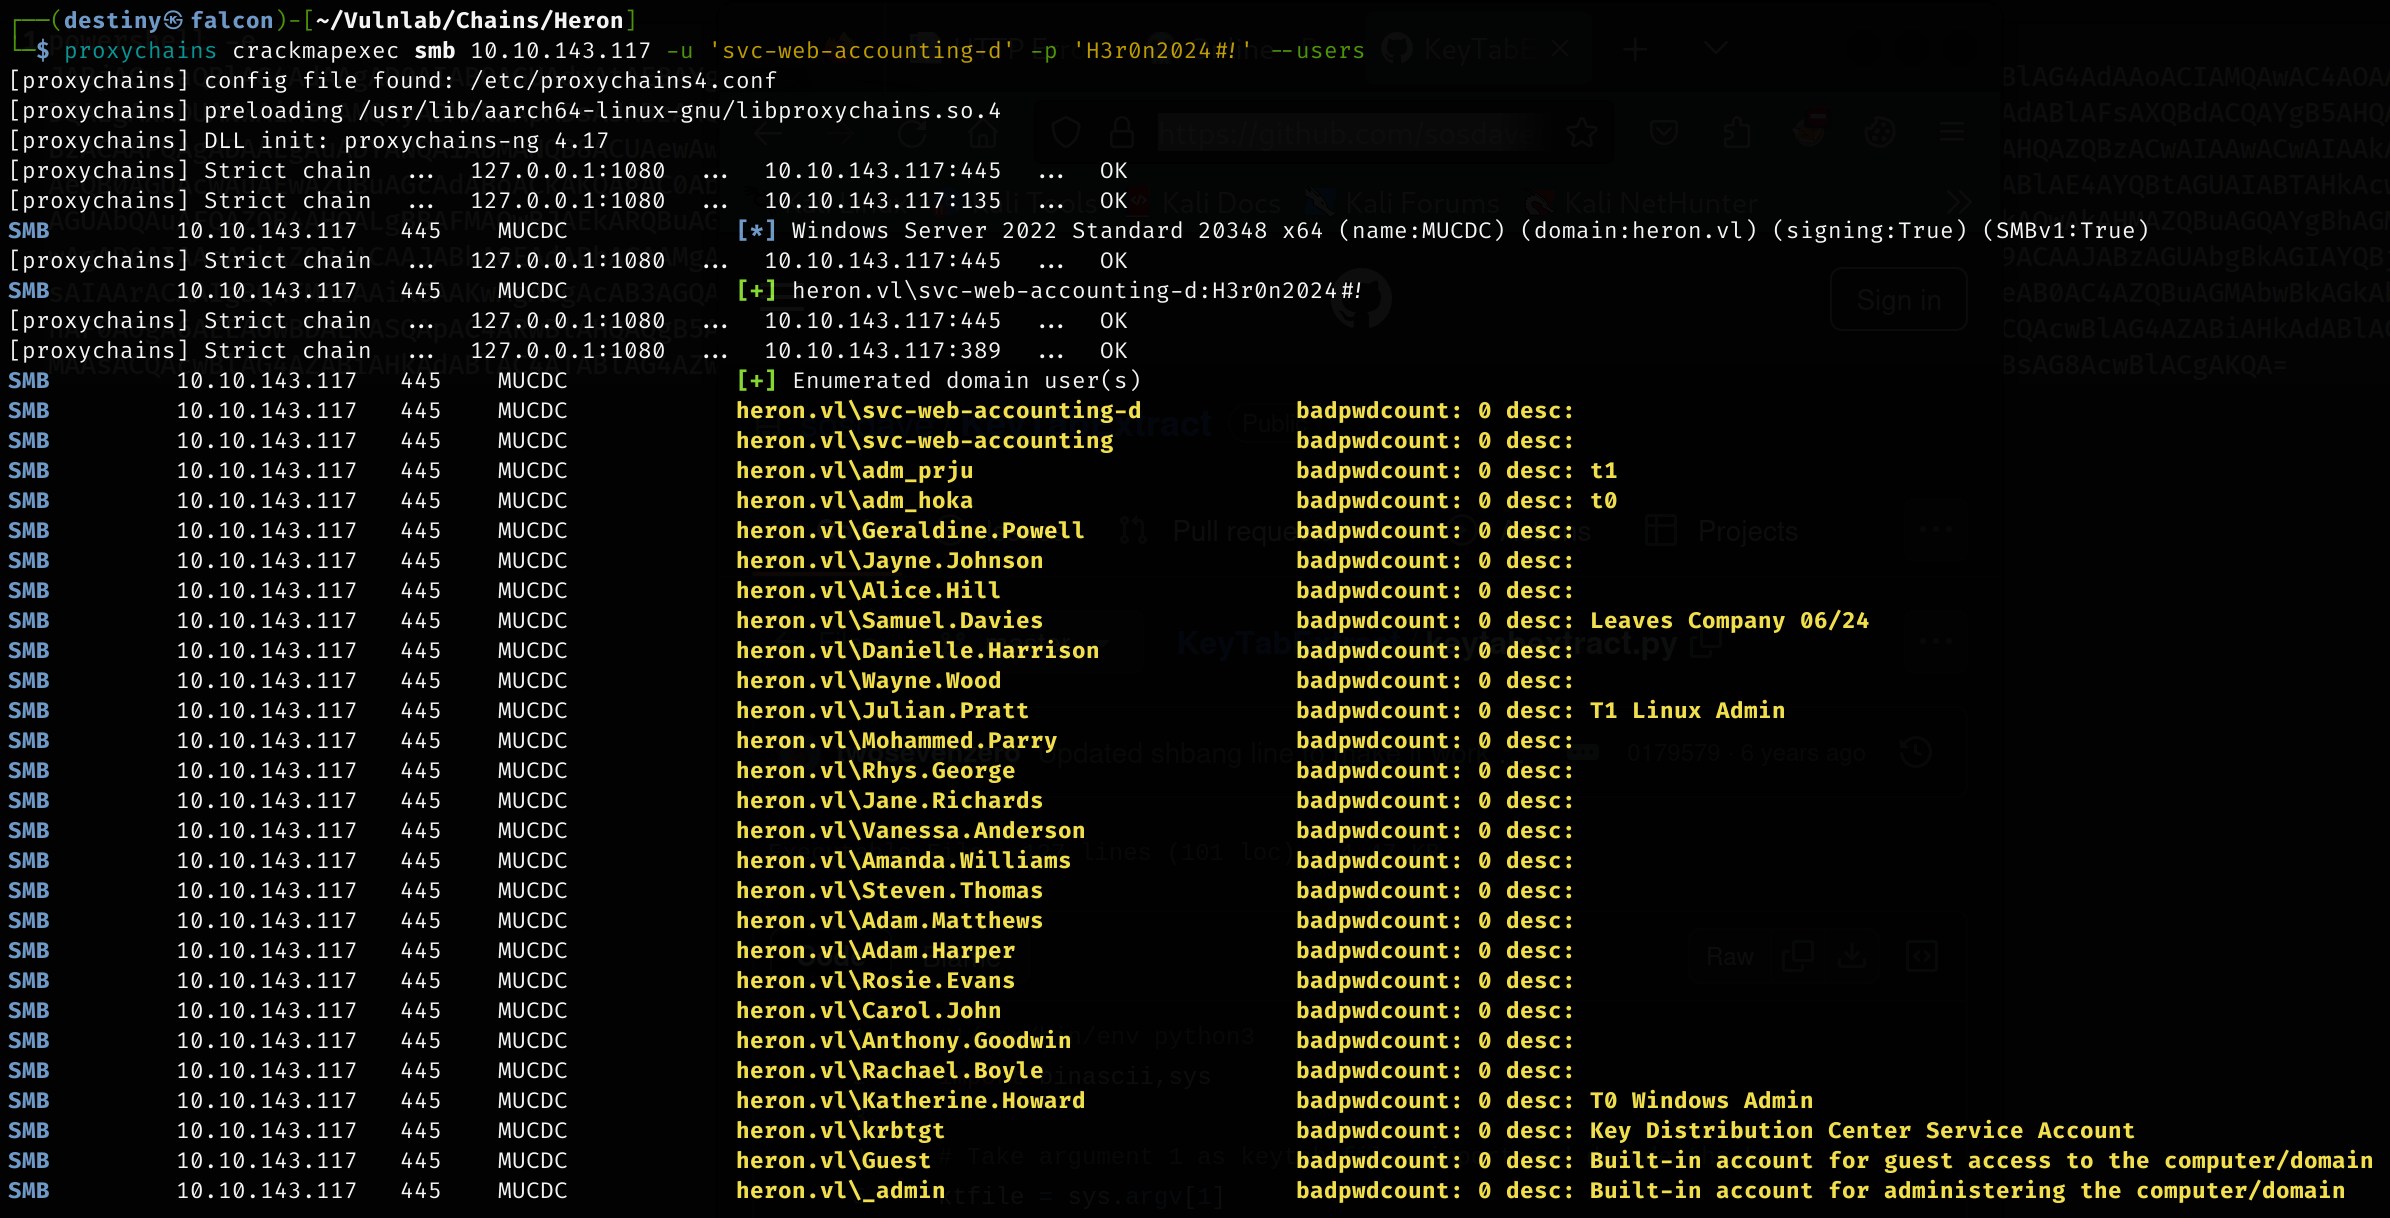 ┌──(destiny㉿falcon)-[~/Vulnlab/Chains/Heron]
└─$ proxychains crackmapexec smb 10.10.143.117 -u 'svc-web-accounting-d' -p 'H3r0n2024#!' --users
[proxychains] config file found: /etc/proxychains4.conf
[proxychains] preloading /usr/lib/aarch64-linux-gnu/libproxychains.so.4
[proxychains] DLL init: proxychains-ng 4.17
[proxychains] Strict chain  ...  127.0.0.1:1080  ...  10.10.143.117:445  ...  OK
[proxychains] Strict chain  ...  127.0.0.1:1080  ...  10.10.143.117:135  ...  OK
SMB         10.10.143.117   445    MUCDC            [*] Windows Server 2022 Standard 20348 x64 (name:MUCDC) (domain:heron.vl) (signing:True) (SMBv1:True)
[proxychains] Strict chain  ...  127.0.0.1:1080  ...  10.10.143.117:445  ...  OK
SMB         10.10.143.117   445    MUCDC            [+] heron.vl\svc-web-accounting-d:H3r0n2024#!
[proxychains] Strict chain  ...  127.0.0.1:1080  ...  10.10.143.117:445  ...  OK
[proxychains] Strict chain  ...  127.0.0.1:1080  ...  10.10.143.117:389  ...  OK
SMB         10.10.143.117   445    MUCDC            [+] Enumerated domain user(s)
SMB         10.10.143.117   445    MUCDC            heron.vl\svc-web-accounting-d           badpwdcount: 0 desc:
SMB         10.10.143.117   445    MUCDC            heron.vl\svc-web-accounting             badpwdcount: 0 desc:
SMB         10.10.143.117   445    MUCDC            heron.vl\adm_prju                       badpwdcount: 0 desc: t1
SMB         10.10.143.117   445    MUCDC            heron.vl\adm_hoka                       badpwdcount: 0 desc: t0
SMB         10.10.143.117   445    MUCDC            heron.vl\Geraldine.Powell               badpwdcount: 0 desc:
SMB         10.10.143.117   445    MUCDC            heron.vl\Jayne.Johnson                  badpwdcount: 0 desc:
SMB         10.10.143.117   445    MUCDC            heron.vl\Alice.Hill                     badpwdcount: 0 desc:
SMB         10.10.143.117   445    MUCDC            heron.vl\Samuel.Davies                  badpwdcount: 0 desc: Leaves Company 06/24
SMB         10.10.143.117   445    MUCDC            heron.vl\Danielle.Harrison              badpwdcount: 0 desc:
SMB         10.10.143.117   445    MUCDC            heron.vl\Wayne.Wood                     badpwdcount: 0 desc:
SMB         10.10.143.117   445    MUCDC            heron.vl\Julian.Pratt                   badpwdcount: 0 desc: T1 Linux Admin
SMB         10.10.143.117   445    MUCDC            heron.vl\Mohammed.Parry                 badpwdcount: 0 desc:
SMB         10.10.143.117   445    MUCDC            heron.vl\Rhys.George                    badpwdcount: 0 desc:
SMB         10.10.143.117   445    MUCDC            heron.vl\Jane.Richards                  badpwdcount: 0 desc:
SMB         10.10.143.117   445    MUCDC            heron.vl\Vanessa.Anderson               badpwdcount: 0 desc:
SMB         10.10.143.117   445    MUCDC            heron.vl\Amanda.Williams                badpwdcount: 0 desc:
SMB         10.10.143.117   445    MUCDC            heron.vl\Steven.Thomas                  badpwdcount: 0 desc:
SMB         10.10.143.117   445    MUCDC            heron.vl\Adam.Matthews                  badpwdcount: 0 desc:
SMB         10.10.143.117   445    MUCDC            heron.vl\Adam.Harper                    badpwdcount: 0 desc:
SMB         10.10.143.117   445    MUCDC            heron.vl\Rosie.Evans                    badpwdcount: 0 desc:
SMB         10.10.143.117   445    MUCDC            heron.vl\Carol.John                     badpwdcount: 0 desc:
SMB         10.10.143.117   445    MUCDC            heron.vl\Anthony.Goodwin                badpwdcount: 0 desc:
SMB         10.10.143.117   445    MUCDC            heron.vl\Rachael.Boyle                  badpwdcount: 0 desc:
SMB         10.10.143.117   445    MUCDC            heron.vl\Katherine.Howard               badpwdcount: 0 desc: T0 Windows Admin
SMB         10.10.143.117   445    MUCDC            heron.vl\krbtgt                         badpwdcount: 0 desc: Key Distribution Center Service Account
SMB         10.10.143.117   445    MUCDC            heron.vl\Guest                          badpwdcount: 0 desc: Built-in account for guest access to the computer/domain
SMB         10.10.143.117   445    MUCDC            heron.vl\_admin                         badpwdcount: 0 desc: Built-in account for administering the computer/domain